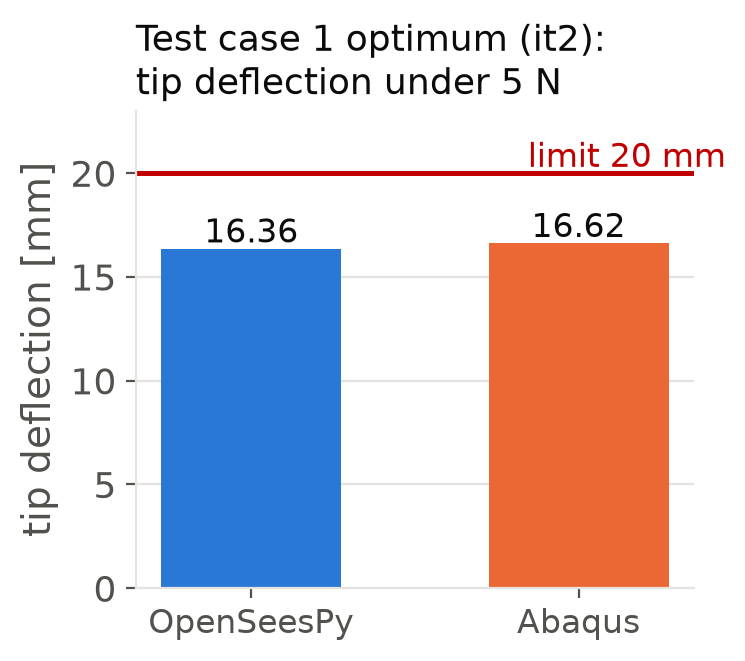 Test case 1 optimum (it2):
tip deflection under 5 N
limit 20 mm
20
16.36
16.62
15
10
5
0
tip deflection [mm]
OpenSeesPy
Abaqus